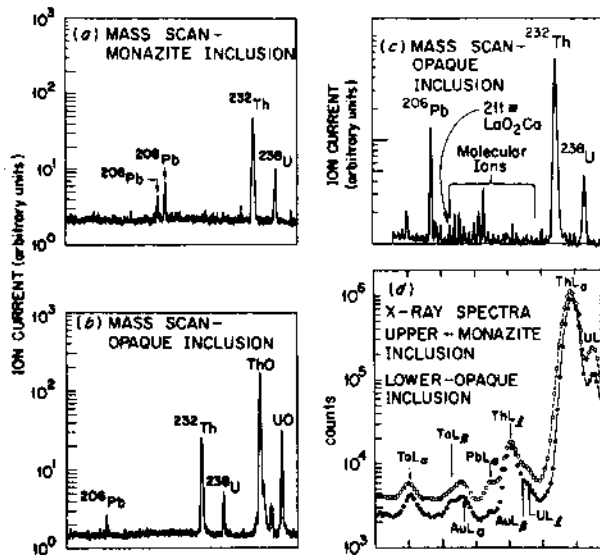 (a) MASS SCAN-
MONAZITE INCLUSION
10³
10²
10¹
10⁰
ION CURRENT (arbitrary units)
206Pb
208Pb
232Th
238U
(b) MASS SCAN-
OPAQUE INCLUSION
10³
10²
10¹
10⁰
206Pb
232Th
238U
ThO
UO
(c) MASS SCAN-
OPAQUE
INCLUSION
ION CURRENT
(arbitrary units)
206Pb
LaO₂Ca
Molecular
Ions
232Th
238U
(d)
X-RAY SPECTRA
UPPER-MONAZITE
INCLUSION
LOWER-OPAQUE
INCLUSION
counts
10⁶
10⁵
10⁴
10³
TaLα
TaLβ
PbLα
ThLℓ
ThLα
UL
AuLα
AuLβ
ULℓ